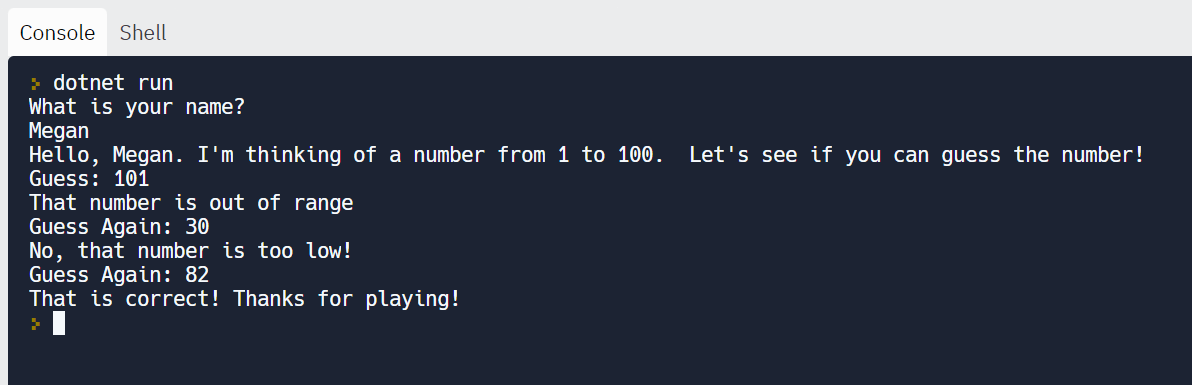 Console Shell
> dotnet run
What is your name?
Megan
Hello, Megan. I'm thinking of a number from 1 to 100.  Let's see if you can guess the number!
Guess: 101
That number is out of range
Guess Again: 30
No, that number is too low!
Guess Again: 82
That is correct! Thanks for playing!
>